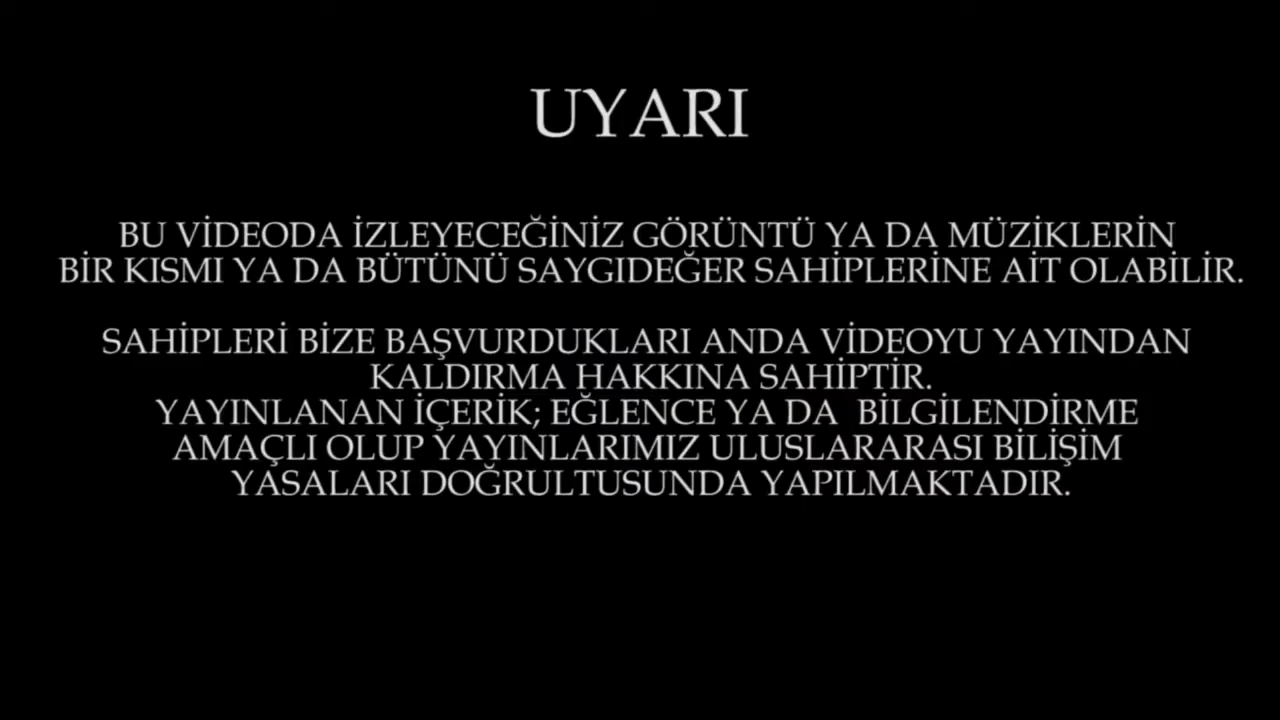 UYARI
BU VİDEODA İZLEYECEĞİNİZ GÖRÜNTÜ YA DA MÜZİKLERİN
BİR KISMI YA DA BÜTÜNÜ SAYGIDEĞER SAHİPLERİNE AİT OLABİLİR.
SAHİPLERİ BİZE BAŞVURDUKLARI ANDA VİDEOYU YAYINDAN
KALDIRMA HAKKINA SAHİPTİR.
YAYINLANAN İÇERİK; EĞLENCE YA DA BİLGİLENDİRME
AMAÇLI OLUP YAYINLARIMIZ ULUSLARARASI BİLİŞİM
YASALARI DOĞRULTUSUNDA YAPILMAKTADIR.